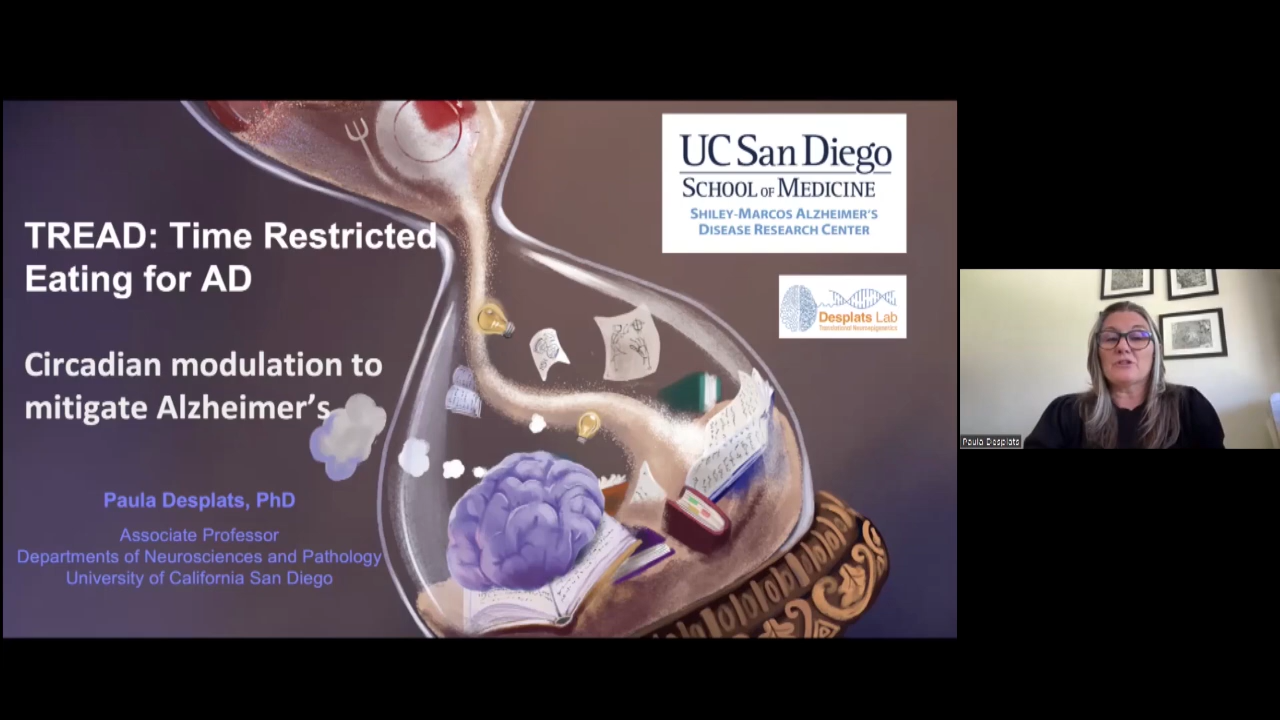 TREAD: Time Restricted
Eating for AD
Circadian modulation to
mitigate Alzheimer's
Paula Desplats, PhD
Associate Professor
Departments of Neurosciences and Pathology
University of California San Diego
UC San Diego
SCHOOL OF MEDICINE
SHILEY-MARCOS ALZHEIMER'S
DISEASE RESEARCH CENTER
Desplats Lab
Translational Neuroepigenetics
Paula Desplats